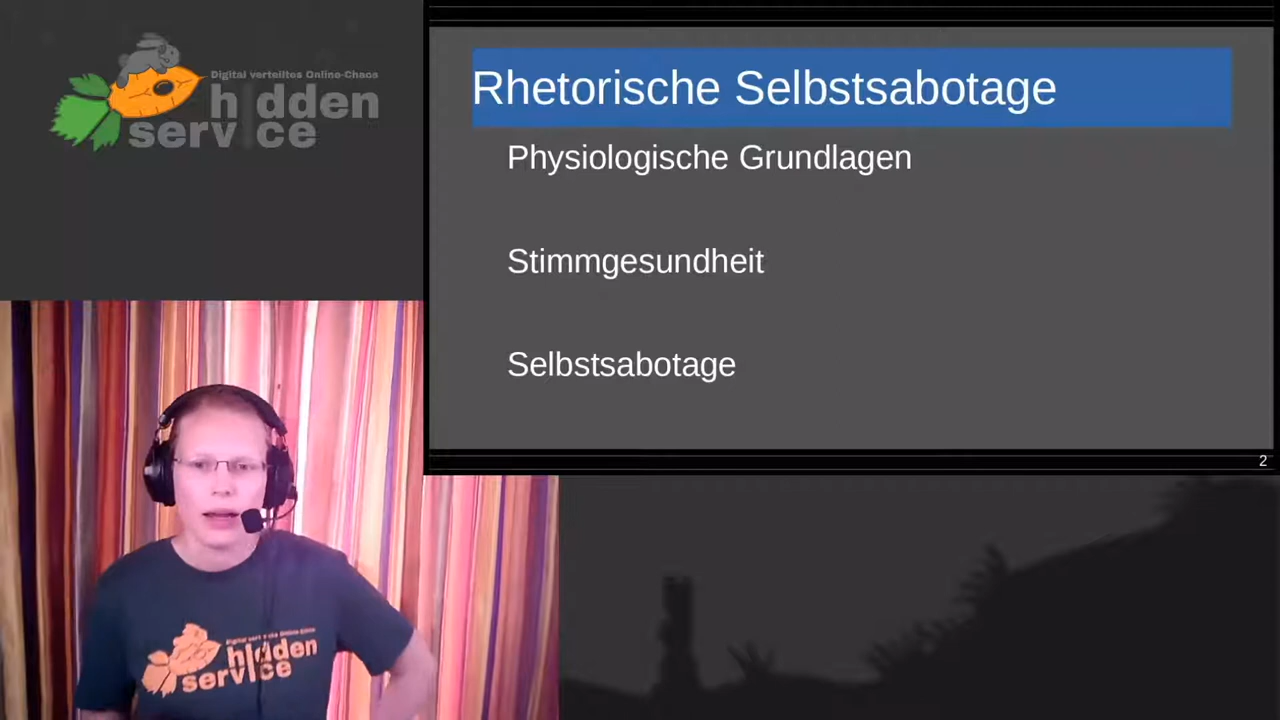 Digital verteiltes Online-Chaos
hidden
service
Rhetorische Selbstsabotage
Physiologische Grundlagen
Stimmgesundheit
Selbstsabotage
2
hidden
service